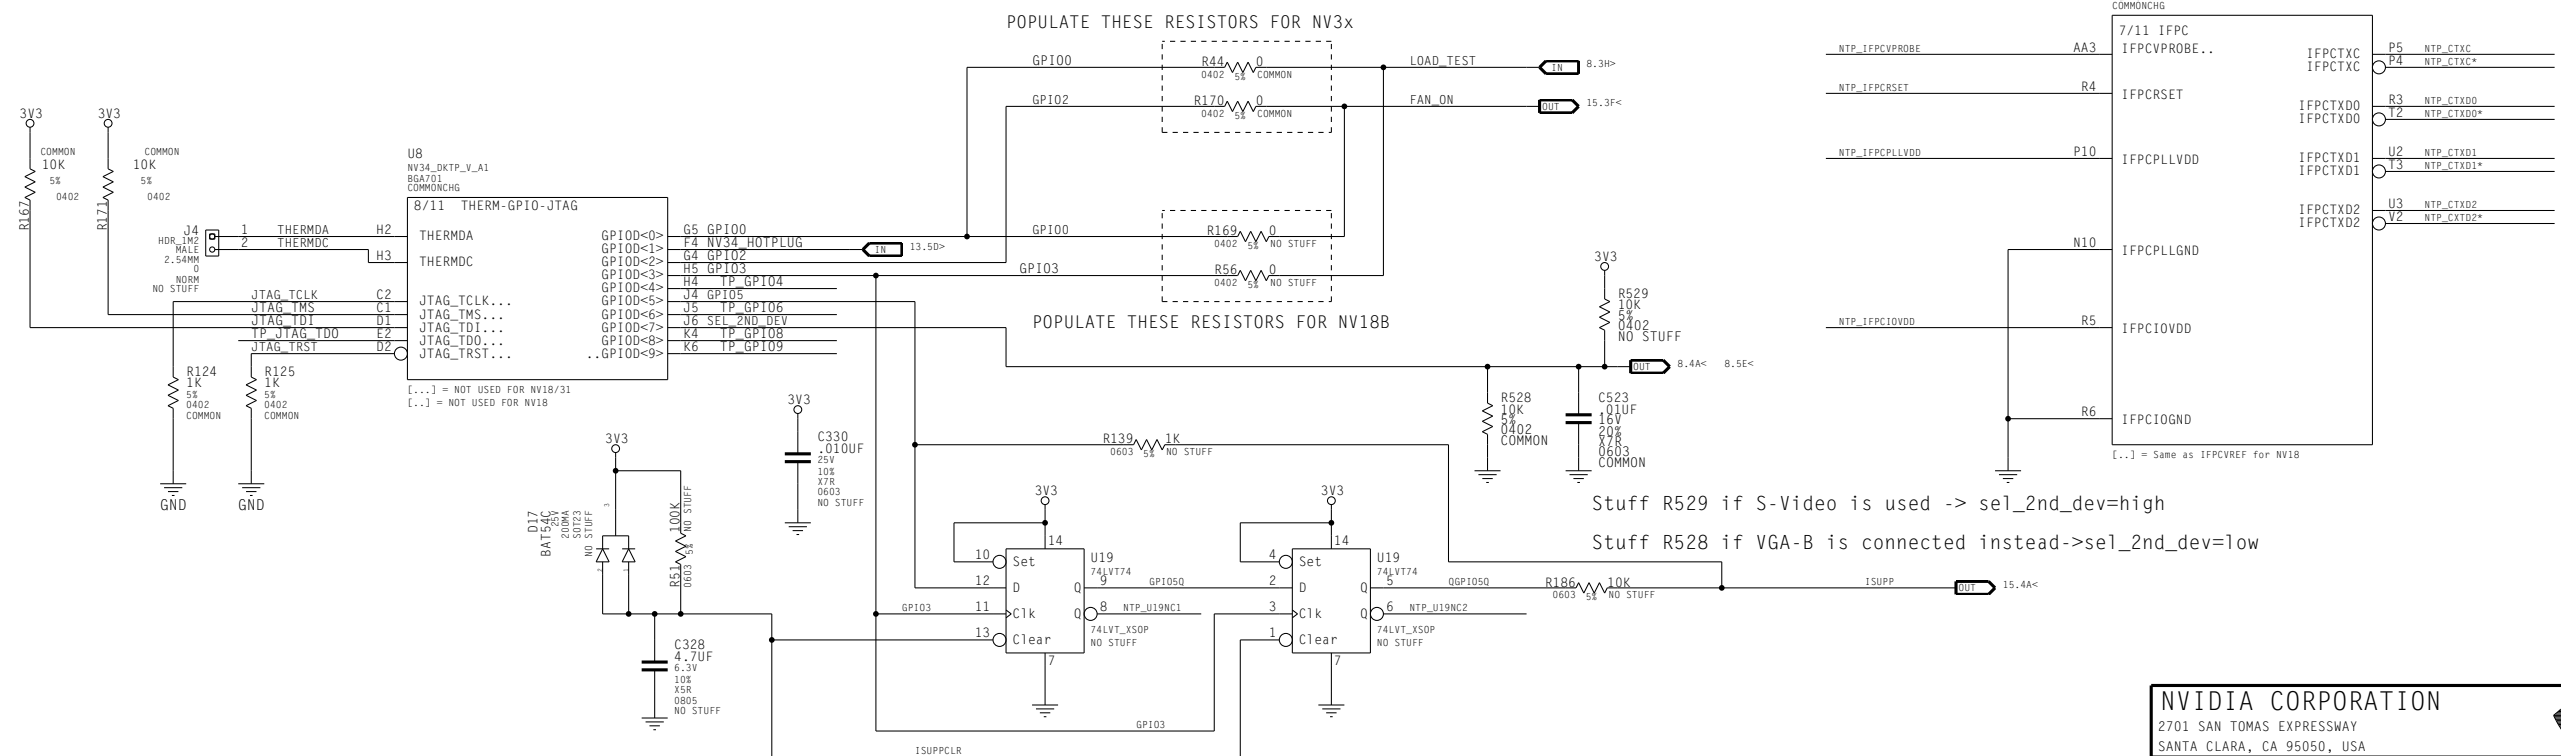 POPULATE THESE RESISTORS FOR NV3x
GPIO0
R44 0
0402 5% COMMON
LOAD_TEST
IN 8.3H>
GPIO2
R170 0
0402 5% COMMON
FAN_ON
OUT 15.3F<
3V3
3V3
COMMON
10K
5%
0402
R167
COMMON
10K
5%
0402
R171
U8
NV34_DKTP_V_A1
BGA701
COMMONCHG
8/11 THERM-GPIO-JTAG
J4
HDR_1M2
MALE
2.54MM
0
NORM
NO STUFF
1 THERMDA H2 THERMDA
2 THERMDC H3 THERMDC
JTAG_TCLK C2 JTAG_TCLK...
JTAG_TMS C1 JTAG_TMS...
JTAG_TDI D1 JTAG_TDI...
TP_JTAG_TDO E2 JTAG_TDO...
JTAG_TRST D2 JTAG_TRST...
GPIOD<0> G5 GPIO0
GPIOD<1> F4 NV34_HOTPLUG
IN 13.5D>
GPIOD<2> G4 GPIO2
GPIOD<3> H5 GPIO3
GPIOD<4> H4 TP_GPIO4
GPIOD<5> J4 GPIO5
GPIOD<6> J5 TP_GPIO6
GPIOD<7> J6 SEL_2ND_DEV
GPIOD<8> K4 TP_GPIO8
..GPIOD<9> K6 TP_GPIO9
[...] = NOT USED FOR NV18/31
[..] = NOT USED FOR NV18
GPIO0
R169 0
0402 5% NO STUFF
GPIO3
R56 0
0402 5% NO STUFF
POPULATE THESE RESISTORS FOR NV18B
R124
1K
5%
0402
COMMON
GND
R125
1K
5%
0402
COMMON
GND
3V3
R529
10K
5%
0402
NO STUFF
OUT 8.4A< 8.5E<
R528
10K
5%
0402
COMMON
C523
.01UF
16V
20%
X7R
0603
COMMON
3V3
C330
.010UF
25V
10%
X7R
0603
NO STUFF
R139 1K
0603 5% NO STUFF
3V3
D17
BAT54C
25V
200MA
SOT23
NO STUFF
3
2
1
R51 100K
0603 5% NO STUFF
C328
4.7UF
6.3V
10%
X5R
0805
NO STUFF
3V3
14
U19
74LVT74
10 Set
12 D
Q 9 GPIO5Q
GPIO3 11 Clk
Q 8 NTP_U19NC1
13 Clear
74LVT_XSOP
NO STUFF
7
3V3
14
U19
74LVT74
4 Set
2 D
Q 5 QGPIO5Q
3 Clk
Q 6 NTP_U19NC2
1 Clear
74LVT_XSOP
NO STUFF
7
R186 10K
0603 5% NO STUFF
ISUPP
OUT 15.4A<
GPIO3
ISUPPCLR
Stuff R529 if S-Video is used -> sel_2nd_dev=high
Stuff R528 if VGA-B is connected instead->sel_2nd_dev=low
COMMONCHG
7/11 IFPC
NTP_IFPCVPROBE AA3 IFPCVPROBE..
NTP_IFPCRSET R4 IFPCRSET
NTP_IFPCPLLVDD P10 IFPCPLLVDD
N10 IFPCPLLGND
NTP_IFPCIOVDD R5 IFPCIOVDD
R6 IFPCIOGND
IFPCTXC P5 NTP_CTXC
IFPCTXC P4 NTP_CTXC*
IFPCTXD0 R3 NTP_CTXD0
IFPCTXD0 T2 NTP_CTXD0*
IFPCTXD1 U2 NTP_CTXD1
IFPCTXD1 T3 NTP_CTXD1*
IFPCTXD2 U3 NTP_CTXD2
IFPCTXD2 V2 NTP_CXTD2*
[..] = Same as IFPCVREF for NV18
NVIDIA CORPORATION
2701 SAN TOMAS EXPRESSWAY
SANTA CLARA, CA 95050, USA